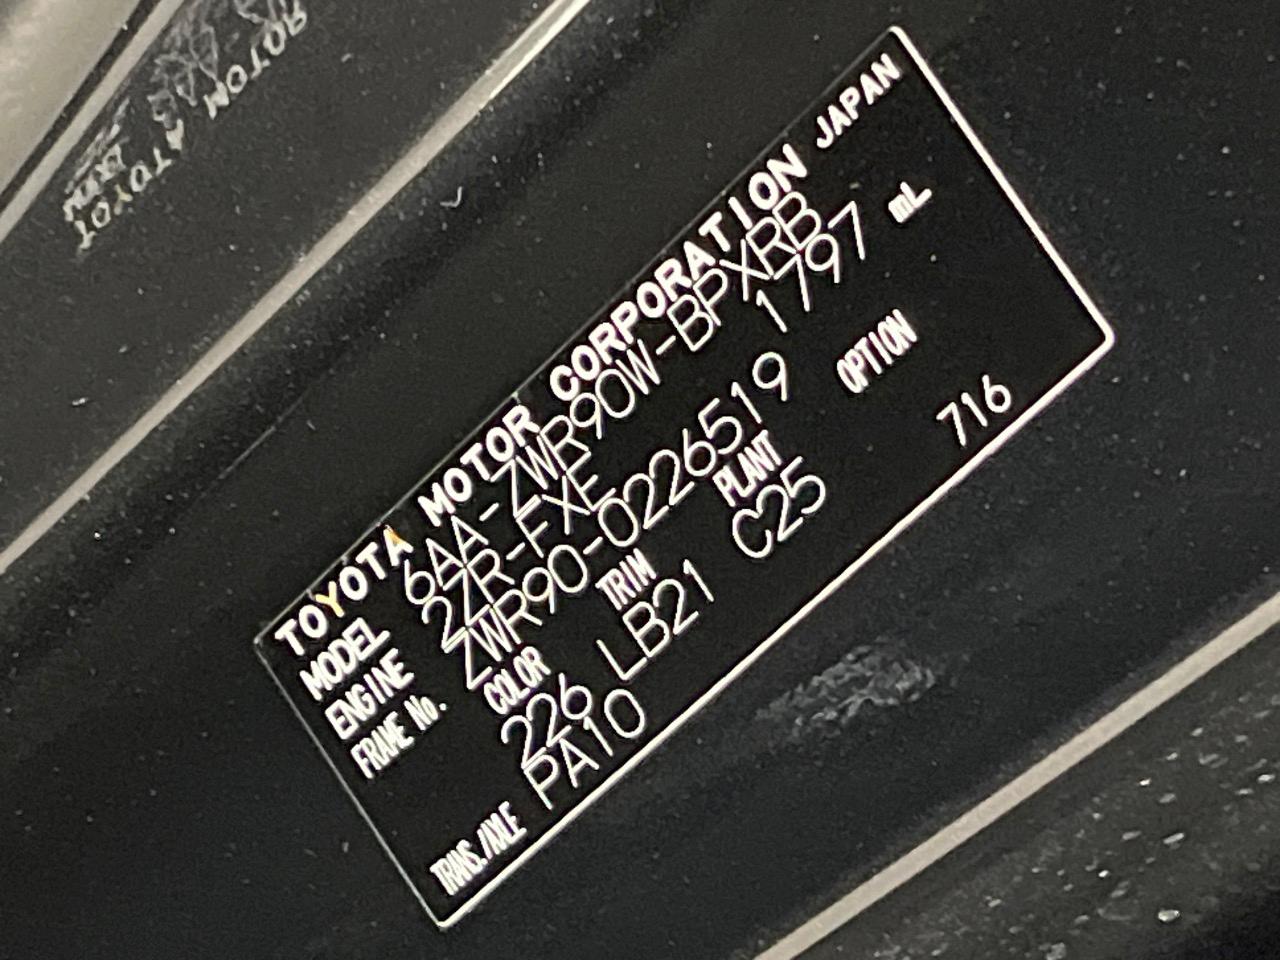 TOYOTA MOTOR CORPORATION JAPAN
MODEL 6AA-ZWR90W-BPXRB
ENGINE 2ZR-FXE 1797 mL
FRAME No. ZWR90-0226519
COLOR TRIM PLANT OPTION
226 LB21 C25 716
TRANS./AXLE PA10